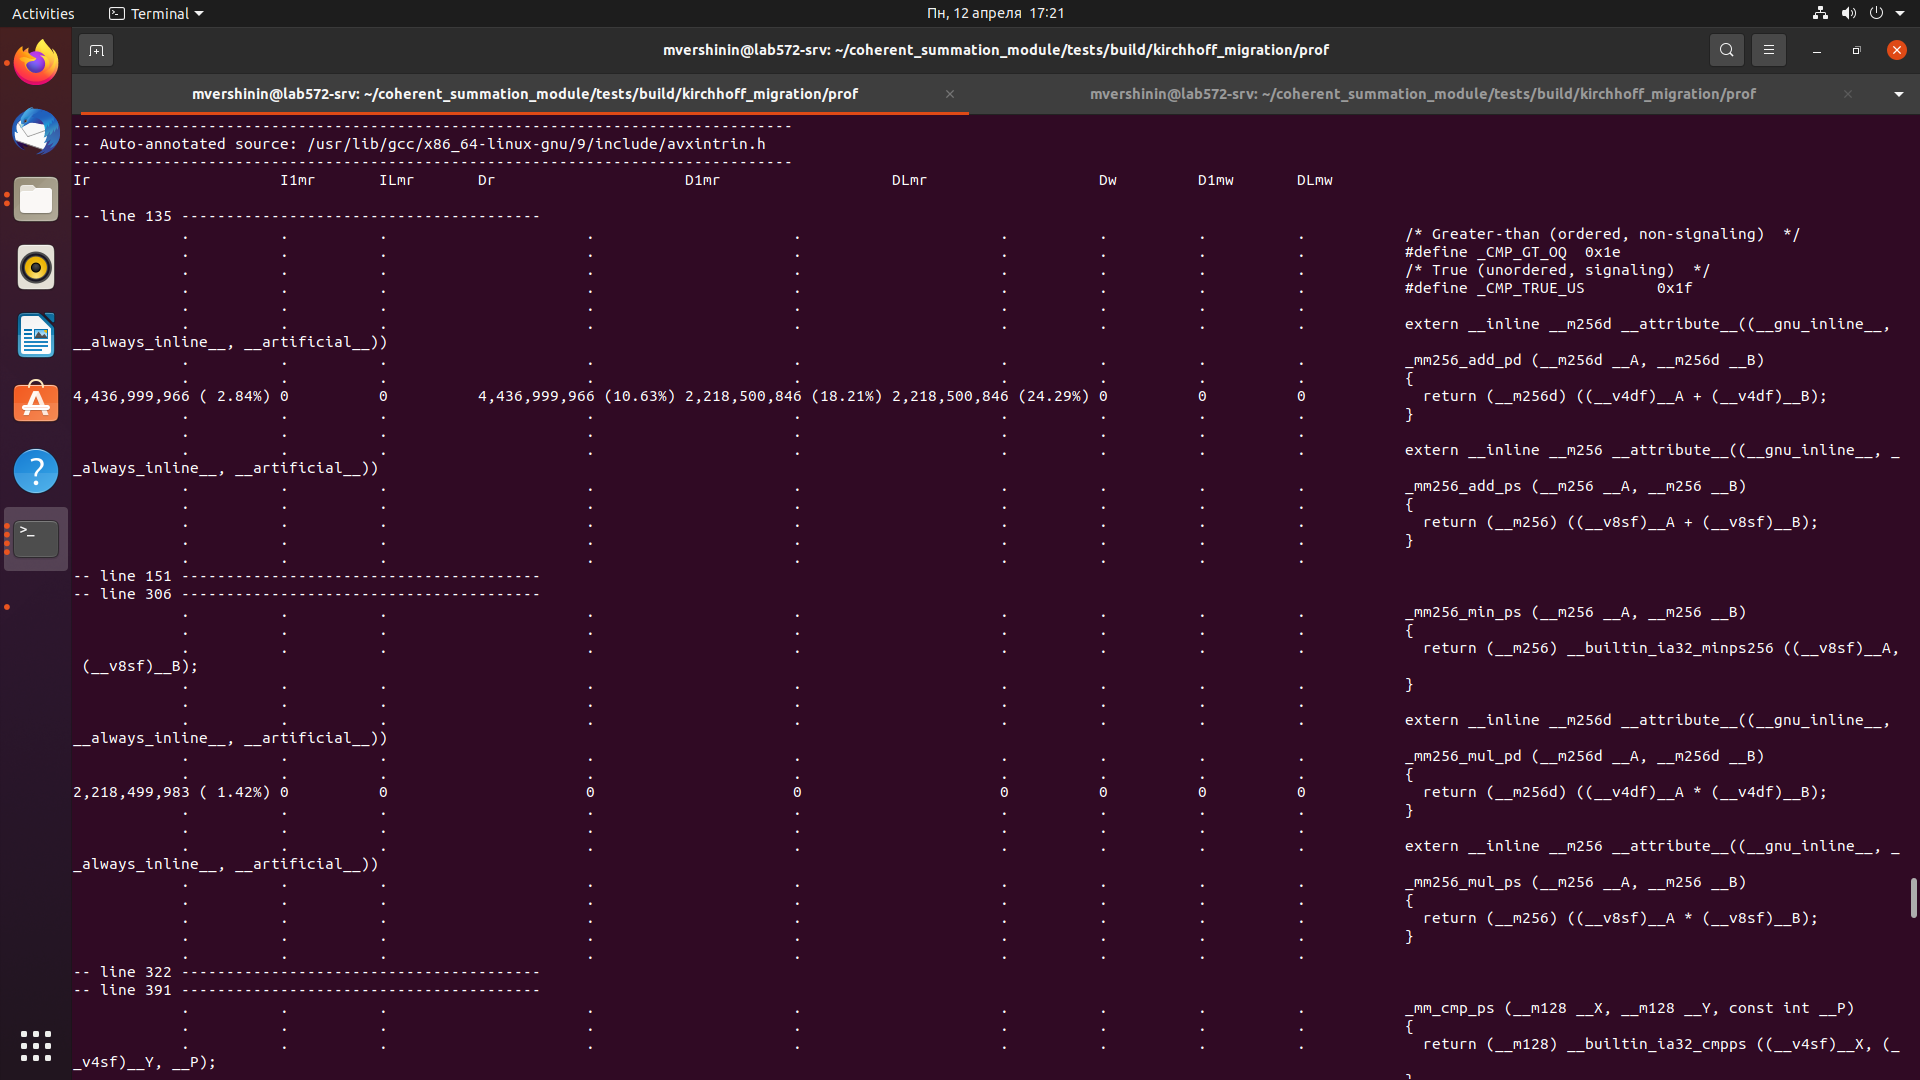 Activities Terminal Пн, 12 апреля 17:21
mvershinin@lab572-srv: ~/coherent_summation_module/tests/build/kirchhoff_migration/prof
mvershinin@lab572-srv: ~/coherent_summation_module/tests/build/kirchhoff_migration/prof × mvershinin@lab572-srv: ~/coherent_summation_module/tests/build/kirchhoff_migration/prof ×
--------------------------------------------------------------------------------
-- Auto-annotated source: /usr/lib/gcc/x86_64-linux-gnu/9/include/avxintrin.h
--------------------------------------------------------------------------------
Ir I1mr ILmr Dr D1mr DLmr Dw D1mw DLmw
-- line 135 ----------------------------------------
. . . . . . . . . /* Greater-than (ordered, non-signaling)  */
. . . . . . . . . #define _CMP_GT_OQ  0x1e
. . . . . . . . . /* True (unordered, signaling)  */
. . . . . . . . . #define _CMP_TRUE_US        0x1f
. . . . . . . . .
. . . . . . . . . extern __inline __m256d __attribute__((__gnu_inline__,
__always_inline__, __artificial__))
. . . . . . . . . _mm256_add_pd (__m256d __A, __m256d __B)
. . . . . . . . . {
4,436,999,966 ( 2.84%) 0 0 4,436,999,966 (10.63%) 2,218,500,846 (18.21%) 2,218,500,846 (24.29%) 0 0 0 return (__m256d) ((__v4df)__A + (__v4df)__B);
. . . . . . . . . }
. . . . . . . . .
. . . . . . . . . extern __inline __m256 __attribute__((__gnu_inline__, _
_always_inline__, __artificial__))
. . . . . . . . . _mm256_add_ps (__m256 __A, __m256 __B)
. . . . . . . . . {
. . . . . . . . . return (__m256) ((__v8sf)__A + (__v8sf)__B);
. . . . . . . . . }
. . . . . . . . .
-- line 151 ----------------------------------------
-- line 306 ----------------------------------------
. . . . . . . . . _mm256_min_ps (__m256 __A, __m256 __B)
. . . . . . . . . {
. . . . . . . . . return (__m256) __builtin_ia32_minps256 ((__v8sf)__A,
(__v8sf)__B);
. . . . . . . . . }
. . . . . . . . .
. . . . . . . . . extern __inline __m256d __attribute__((__gnu_inline__,
__always_inline__, __artificial__))
. . . . . . . . . _mm256_mul_pd (__m256d __A, __m256d __B)
. . . . . . . . . {
2,218,499,983 ( 1.42%) 0 0 0 0 0 0 0 0 return (__m256d) ((__v4df)__A * (__v4df)__B);
. . . . . . . . . }
. . . . . . . . .
. . . . . . . . . extern __inline __m256 __attribute__((__gnu_inline__, _
_always_inline__, __artificial__))
. . . . . . . . . _mm256_mul_ps (__m256 __A, __m256 __B)
. . . . . . . . . {
. . . . . . . . . return (__m256) ((__v8sf)__A * (__v8sf)__B);
. . . . . . . . . }
. . . . . . . . .
-- line 322 ----------------------------------------
-- line 391 ----------------------------------------
. . . . . . . . . _mm_cmp_ps (__m128 __X, __m128 __Y, const int __P)
. . . . . . . . . {
. . . . . . . . . return (__m128) __builtin_ia32_cmpps ((__v4sf)__X, (_
_v4sf)__Y, __P);